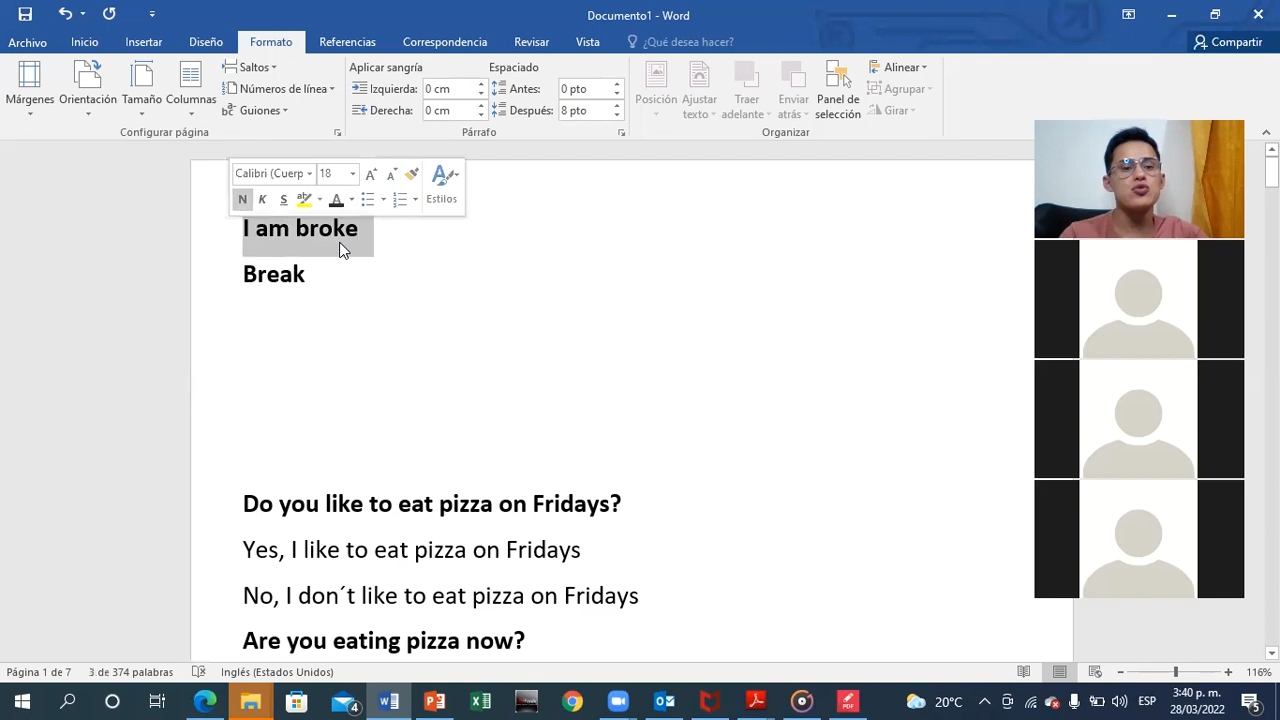 Documento1 - Word
Archivo Inicio Insertar Diseño Formato Referencias Correspondencia Revisar Vista ¿Qué desea hacer? Compartir
Márgenes Orientación Tamaño Columnas
Saltos
Números de línea
Guiones
Configurar página
Aplicar sangría Espaciado
Izquierda: 0 cm Antes: 0 pto
Derecha: 0 cm Después: 8 pto
Párrafo
Posición Ajustar texto Traer adelante Enviar atrás Panel de selección
Alinear
Agrupar
Girar
Organizar
Calibri (Cuerp 18
N K S Estilos
I am broke
Break
Do you like to eat pizza on Fridays?
Yes, I like to eat pizza on Fridays
No, I don´t like to eat pizza on Fridays
Are you eating pizza now?
Página 1 de 7 3 de 374 palabras Inglés (Estados Unidos) 116%
4 20°C ESP 3:40 p. m.
28/03/2022 5